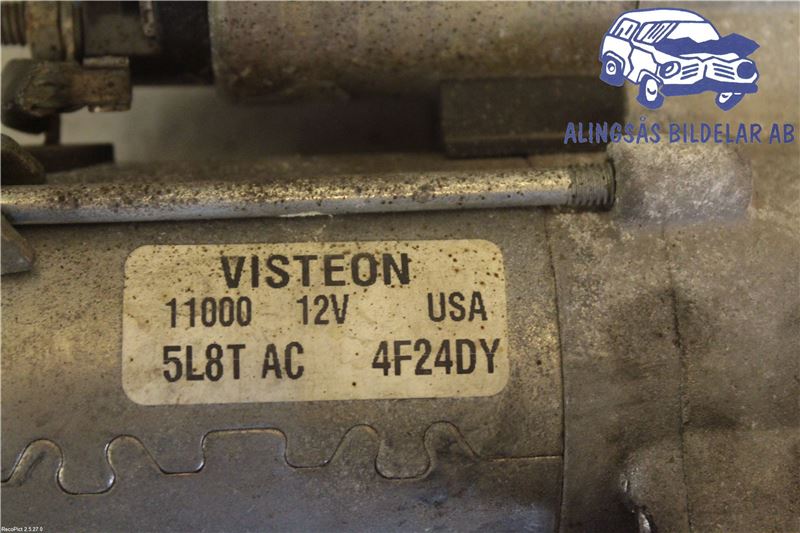 ALINGSÅS BILDELAR AB
VISTEON
11000 12V USA
5L8T AC 4F24DY
RecoPict 2.5.27.0